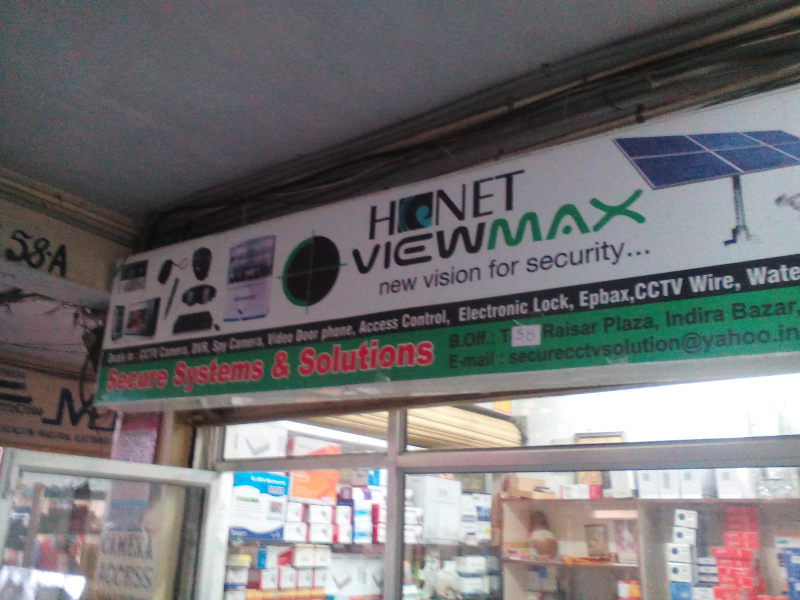 58-A
HONET
VIEWMAX
new vision for security...
Deals in : CCTV Camera, DVR, Spy Camera, Video Door phone, Access Control, Electronic Lock, Epbax,CCTV Wire, Wate
Secure Systems & Solutions
B.Off.: T 58 Raisar Plaza, Indira Bazar,
E-mail : securecctvsolution@yahoo.in
CAMERA
ACCESS